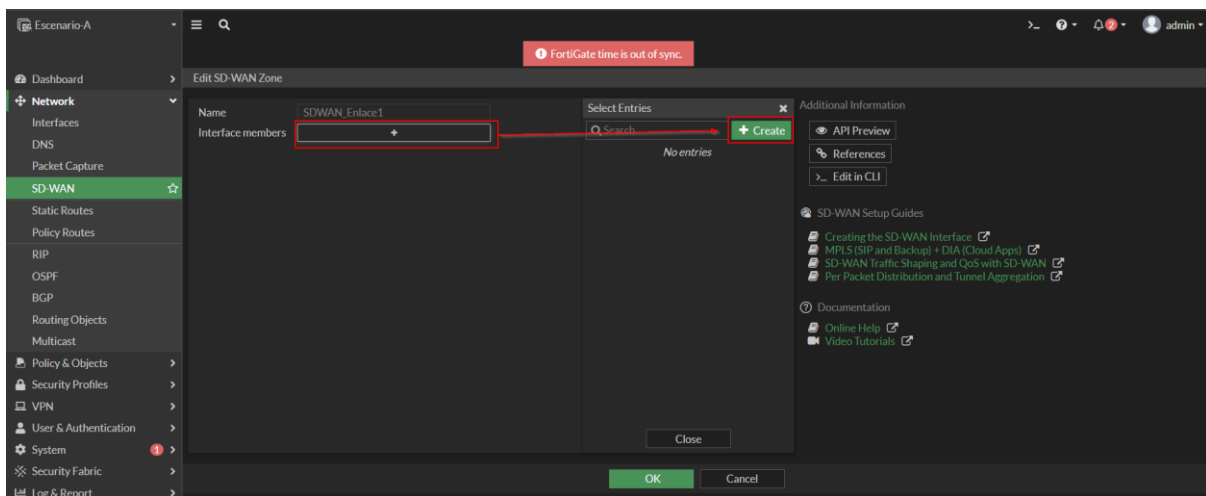 Escenario-A
2
admin
FortiGate time is out of sync.
Dashboard
Network
Interfaces
DNS
Packet Capture
SD-WAN
Static Routes
Policy Routes
RIP
OSPF
BGP
Routing Objects
Multicast
Policy & Objects
Security Profiles
VPN
User & Authentication
System 1
Security Fabric
Log & Report
Edit SD-WAN Zone
Name SDWAN_Enlace1
Interface members +
Select Entries
Search
+ Create
No entries
Close
OK Cancel
Additional Information
API Preview
References
>_ Edit in CLI
SD-WAN Setup Guides
Creating the SD-WAN Interface
MPLS (SIP and Backup) + DIA (Cloud Apps)
SD-WAN Traffic Shaping and QoS with SD-WAN
Per Packet Distribution and Tunnel Aggregation
Documentation
Online Help
Video Tutorials